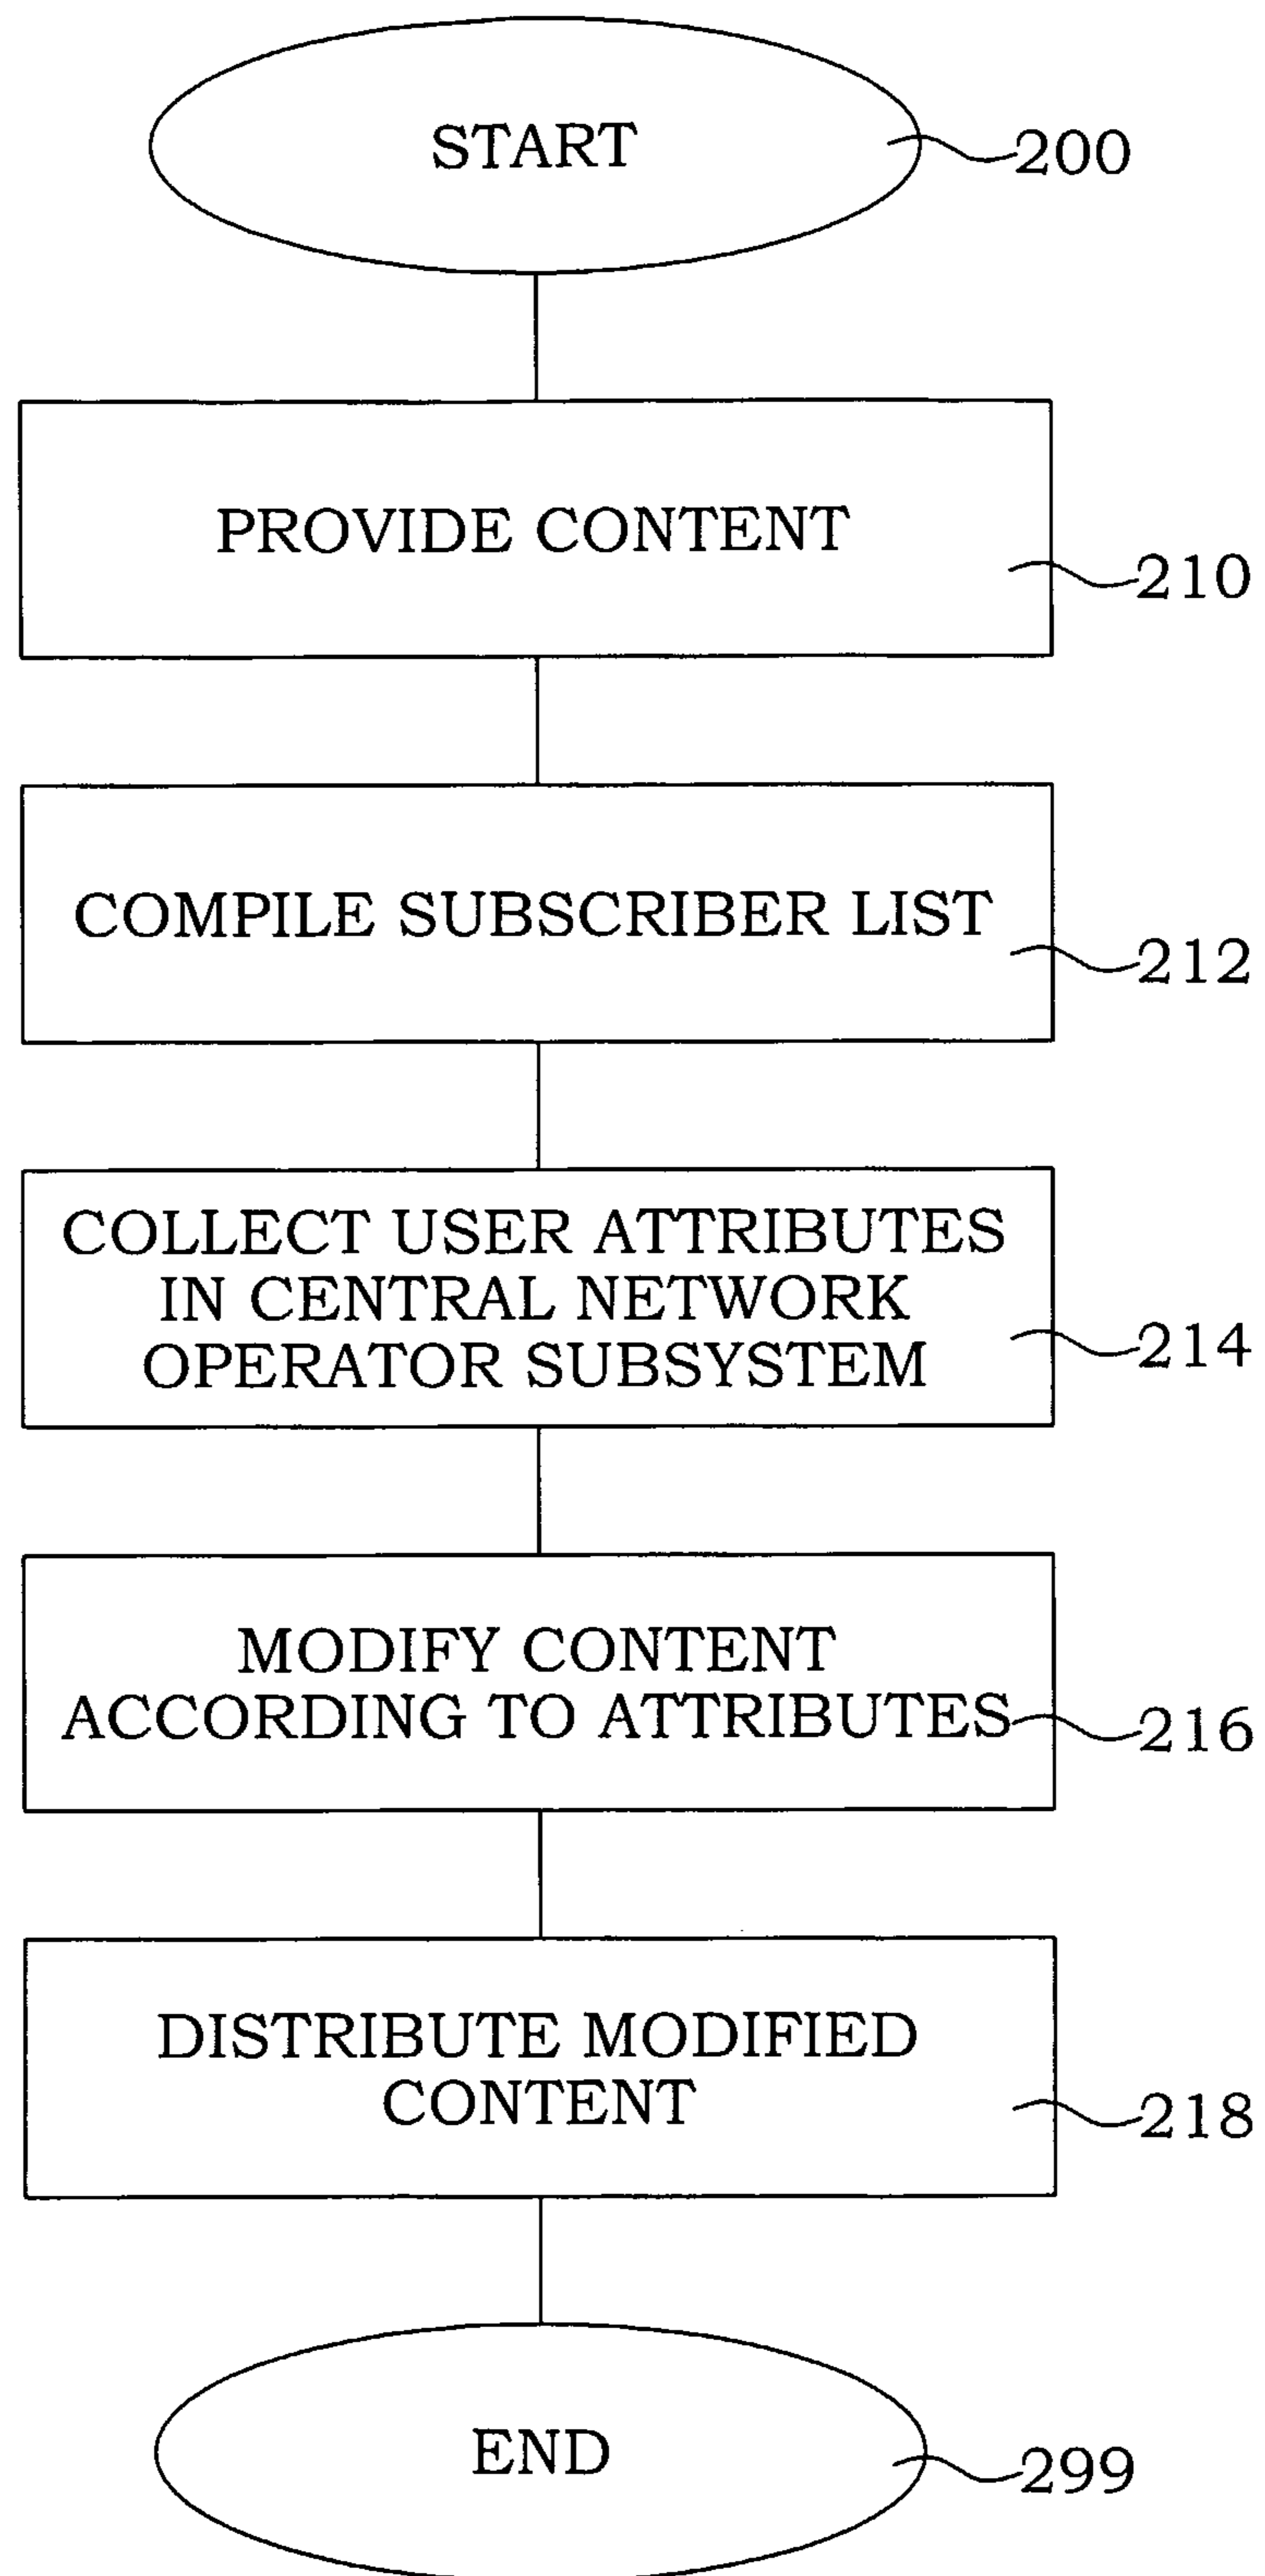 START
200
PROVIDE CONTENT
210
COMPILE SUBSCRIBER LIST
212
COLLECT USER ATTRIBUTES
IN CENTRAL NETWORK
OPERATOR SUBSYSTEM
214
MODIFY CONTENT
ACCORDING TO ATTRIBUTES
216
DISTRIBUTE MODIFIED
CONTENT
218
END
299